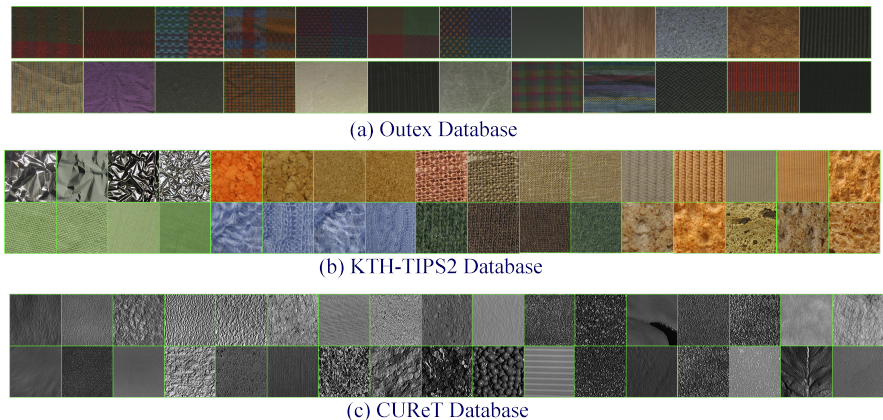 (a) Outex Database
(b) KTH-TIPS2 Database
(c) CUReT Database